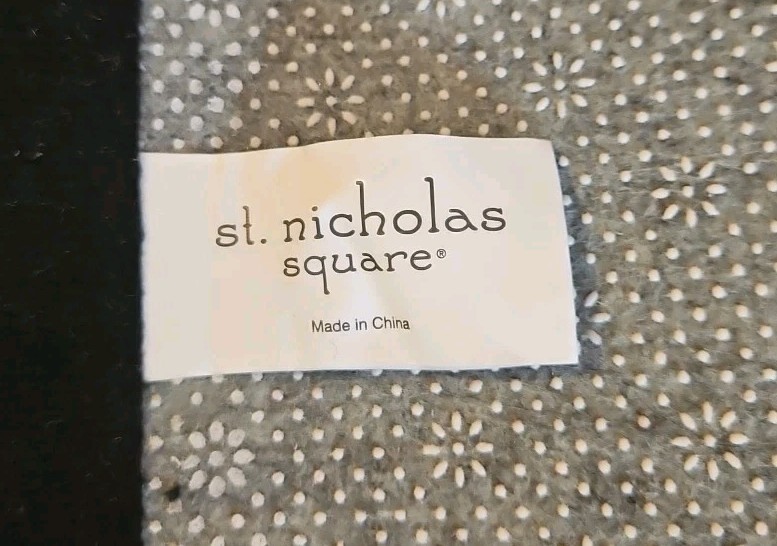 st. nicholas
square®
Made in China